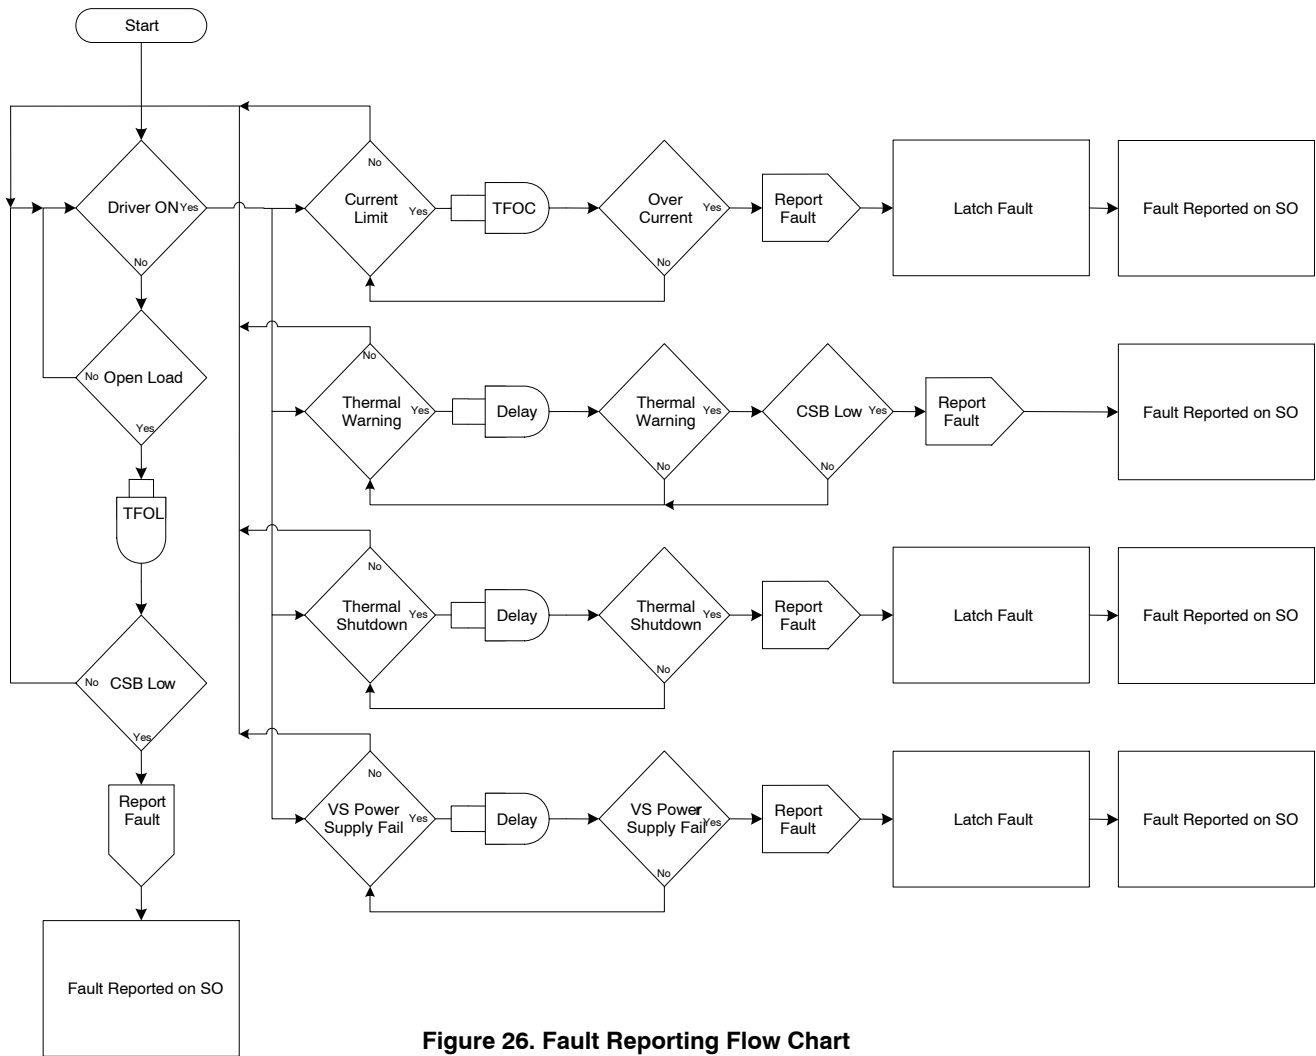 Start
Driver ON
Yes
No
Open Load
No
Yes
TFOL
CSB Low
No
Yes
Report
Fault
Fault Reported on SO
No
Current
Limit
Yes
TFOC
Over
Current
Yes
No
Report
Fault
Latch Fault
Fault Reported on SO
No
Thermal
Warning
Yes
Delay
Thermal
Warning
Yes
No
CSB Low
Yes
No
Report
Fault
Fault Reported on SO
No
Thermal
Shutdown
Yes
Delay
Thermal
Shutdown
Yes
No
Report
Fault
Latch Fault
Fault Reported on SO
No
VS Power
Supply Fail
Yes
Delay
VS Power
Supply Fail
Yes
No
Report
Fault
Latch Fault
Fault Reported on SO
Figure 26. Fault Reporting Flow Chart